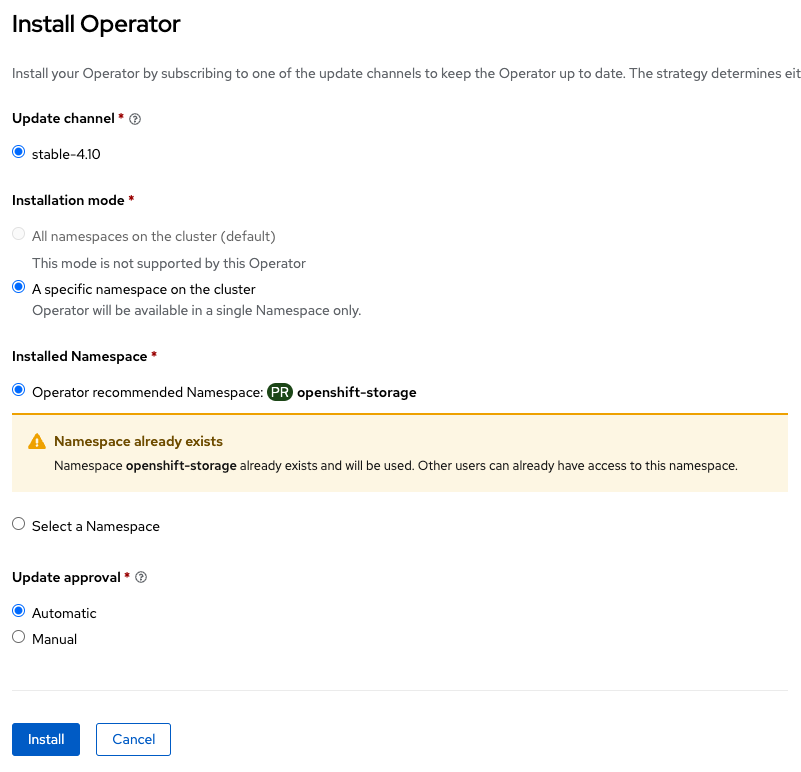 Install Operator
Install your Operator by subscribing to one of the update channels to keep the Operator up to date. The strategy determines eit
Update channel *
stable-4.10
Installation mode *
All namespaces on the cluster (default)
This mode is not supported by this Operator
A specific namespace on the cluster
Operator will be available in a single Namespace only.
Installed Namespace *
Operator recommended Namespace: PR openshift-storage
Namespace already exists
Namespace openshift-storage already exists and will be used. Other users can already have access to this namespace.
Select a Namespace
Update approval *
Automatic
Manual
Install Cancel